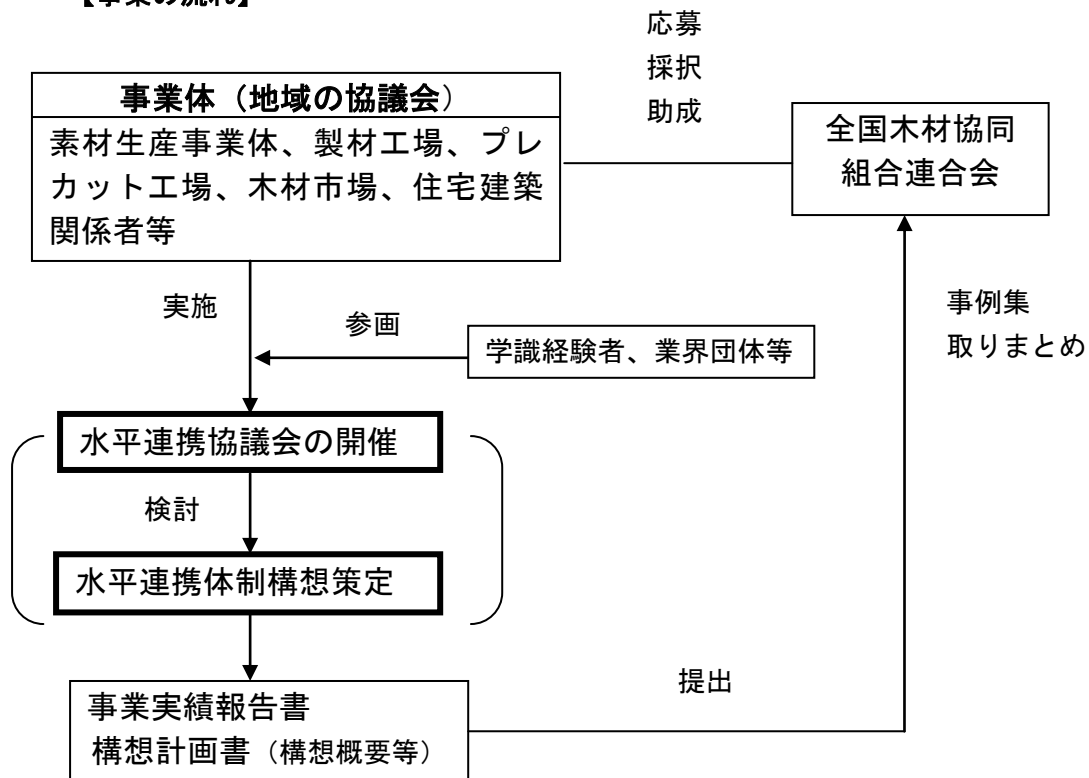 【事業の流れ】
応募
採択
助成
事業体（地域の協議会）
素材生産事業体、製材工場、プレ
カット工場、木材市場、住宅建築
関係者等
全国木材協同
組合連合会
実施
参画
学識経験者、業界団体等
事例集
取りまとめ
水平連携協議会の開催
検討
水平連携体制構想策定
提出
事業実績報告書
構想計画書（構想概要等）